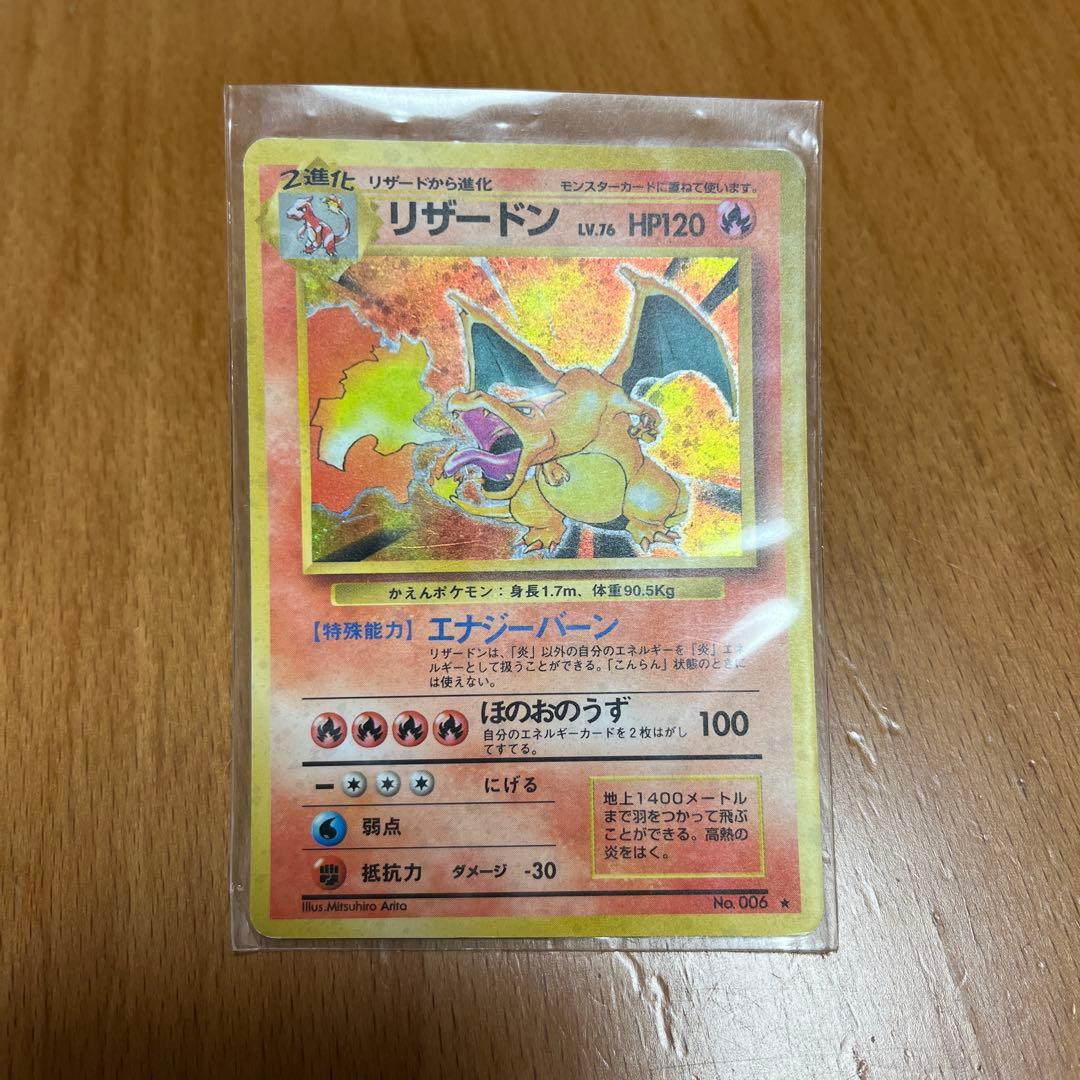 2進化 リザードから進化 モンスターカードに重ねて使います。
リザードン LV.76 HP120
かえんポケモン：身長1.7m、体重90.5Kg
【特殊能力】エナジーバーン
リザードンは、「炎」以外の自分のエネルギーを「炎」エネ
ルギーとして扱うことができる。「こんらん」状態のときに
は使えない。
ほのおのうず 100
自分のエネルギーカードを2枚はがし
てすてる。
ー にげる
弱点
抵抗力 ダメージ -30
地上1400メートル
まで羽をつかって飛ぶ
ことができる。高熱の
炎をはく。
Illus.Mitsuhiro Arita No.006 ★